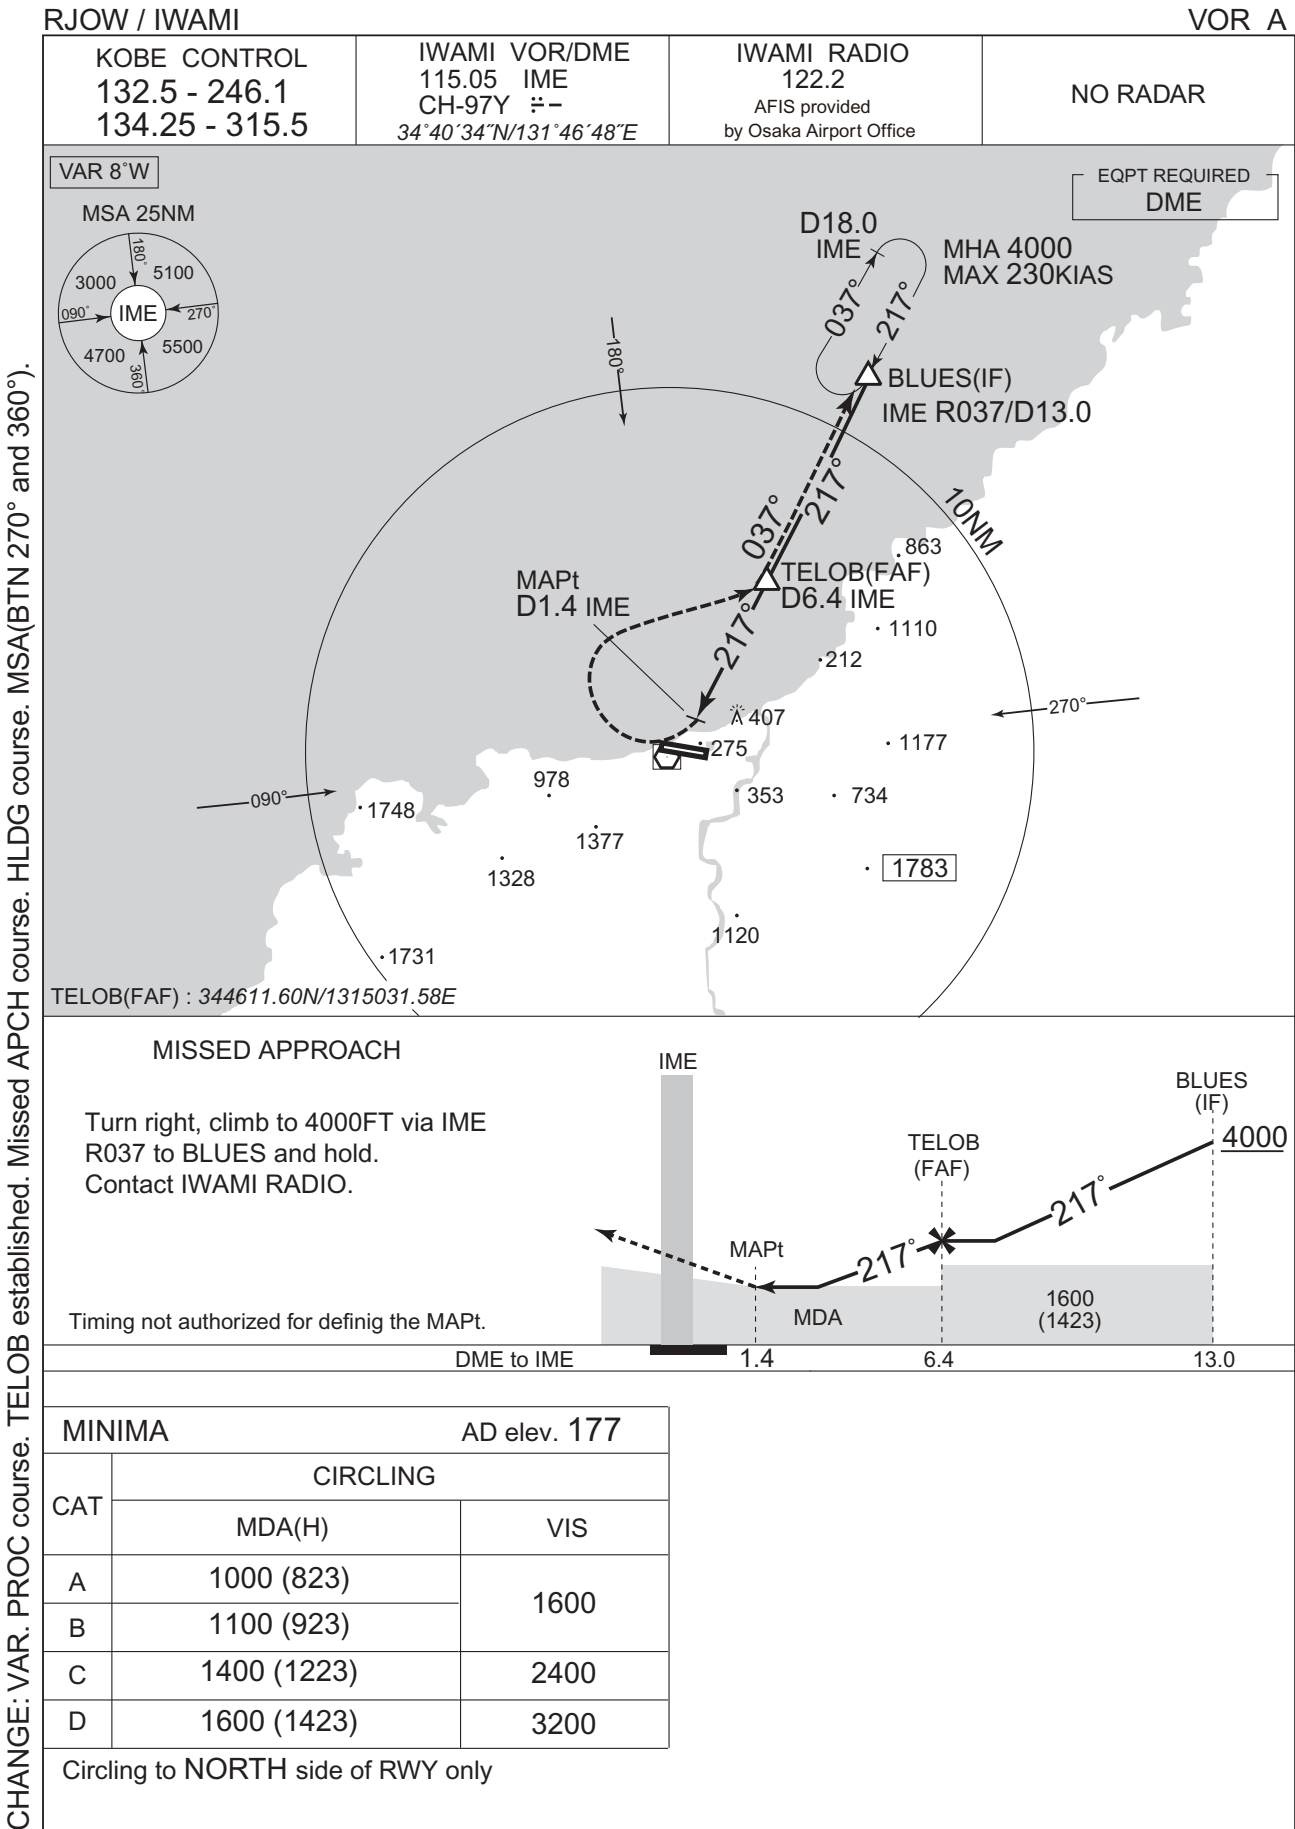 RJOW / IWAMI
VOR A
KOBE CONTROL
132.5 - 246.1
134.25 - 315.5
IWAMI VOR/DME
115.05 IME
CH-97Y
34°40´34˝N/131°46´48˝E
IWAMI RADIO
122.2
AFIS provided
by Osaka Airport Office
NO RADAR
VAR 8°W
MSA 25NM
180°
3000
5100
090°
IME
270°
4700
5500
360°
EQPT REQUIRED
DME
D18.0
IME
MHA 4000
MAX 230KIAS
037°
217°
180°
BLUES(IF)
IME R037/D13.0
217°
037°
10NM
863
TELOB(FAF)
D6.4 IME
MAPt
D1.4 IME
217°
1110
212
270°
407
275
1177
978
090°
1748
353
734
1377
1328
1783
1120
1731
TELOB(FAF) : 344611.60N/1315031.58E
MISSED APPROACH
Turn right, climb to 4000FT via IME
R037 to BLUES and hold.
Contact IWAMI RADIO.
Timing not authorized for definig the MAPt.
IME
BLUES
(IF)
4000
TELOB
(FAF)
217°
MAPt
217°
MDA
1600
(1423)
DME to IME
1.4
6.4
13.0
MINIMA
AD elev. 177
CAT
CIRCLING
MDA(H)
VIS
A
1000 (823)
1600
B
1100 (923)
C
1400 (1223)
2400
D
1600 (1423)
3200
Circling to NORTH side of RWY only
CHANGE: VAR. PROC course. TELOB established. Missed APCH course. HLDG course. MSA(BTN 270° and 360°).